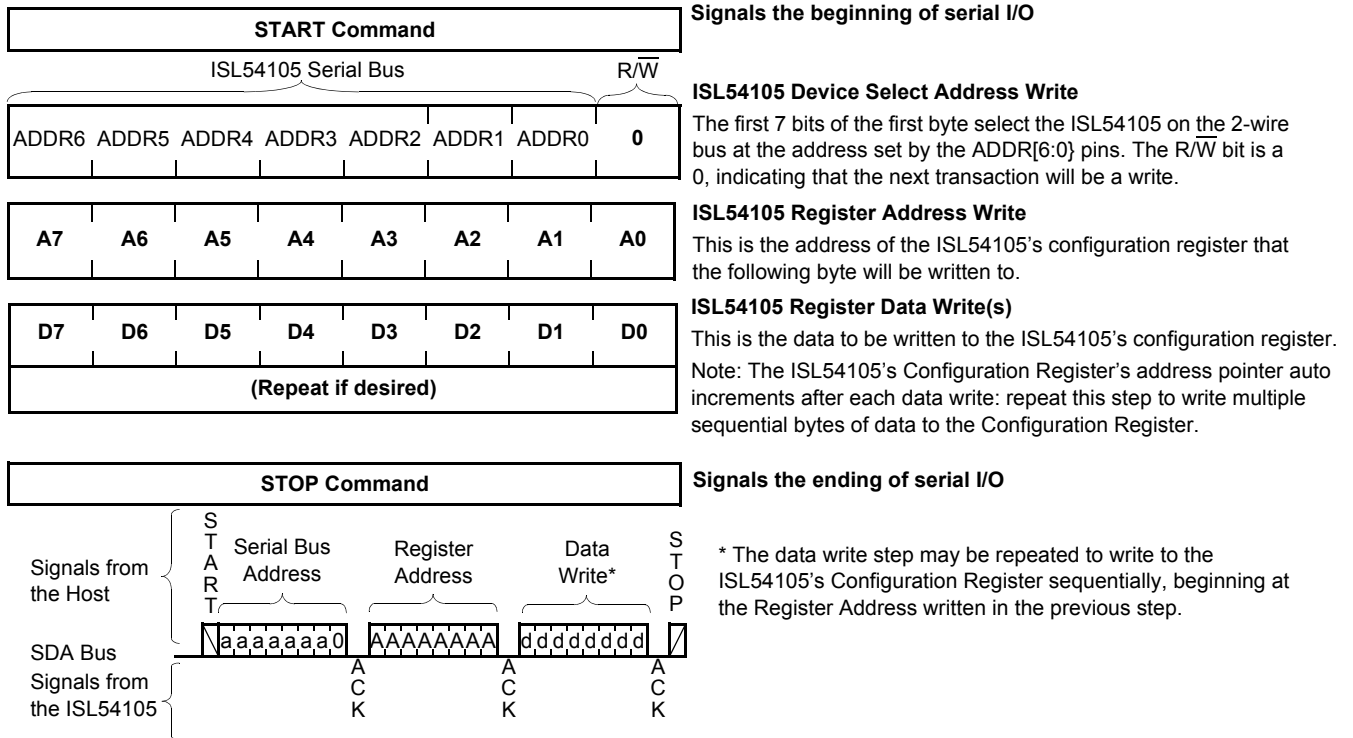 START Command
Signals the beginning of serial I/O
ISL54105 Serial Bus
R/W
ADDR6 ADDR5 ADDR4 ADDR3 ADDR2 ADDR1 ADDR0 0
ISL54105 Device Select Address Write
The first 7 bits of the first byte select the ISL54105 on the 2-wire
bus at the address set by the ADDR[6:0} pins. The R/W bit is a
0, indicating that the next transaction will be a write.
A7 A6 A5 A4 A3 A2 A1 A0
ISL54105 Register Address Write
This is the address of the ISL54105's configuration register that
the following byte will be written to.
D7 D6 D5 D4 D3 D2 D1 D0
(Repeat if desired)
ISL54105 Register Data Write(s)
This is the data to be written to the ISL54105's configuration register.
Note: The ISL54105's Configuration Register's address pointer auto
increments after each data write: repeat this step to write multiple
sequential bytes of data to the Configuration Register.
STOP Command
Signals the ending of serial I/O
Signals from
the Host
START
Serial Bus
Address
Register
Address
Data
Write*
STOP
* The data write step may be repeated to write to the
ISL54105's Configuration Register sequentially, beginning at
the Register Address written in the previous step.
SDA Bus
a a a a a a a 0 A A A A A A A A d d d d d d d d
Signals from
the ISL54105
ACK
ACK
ACK